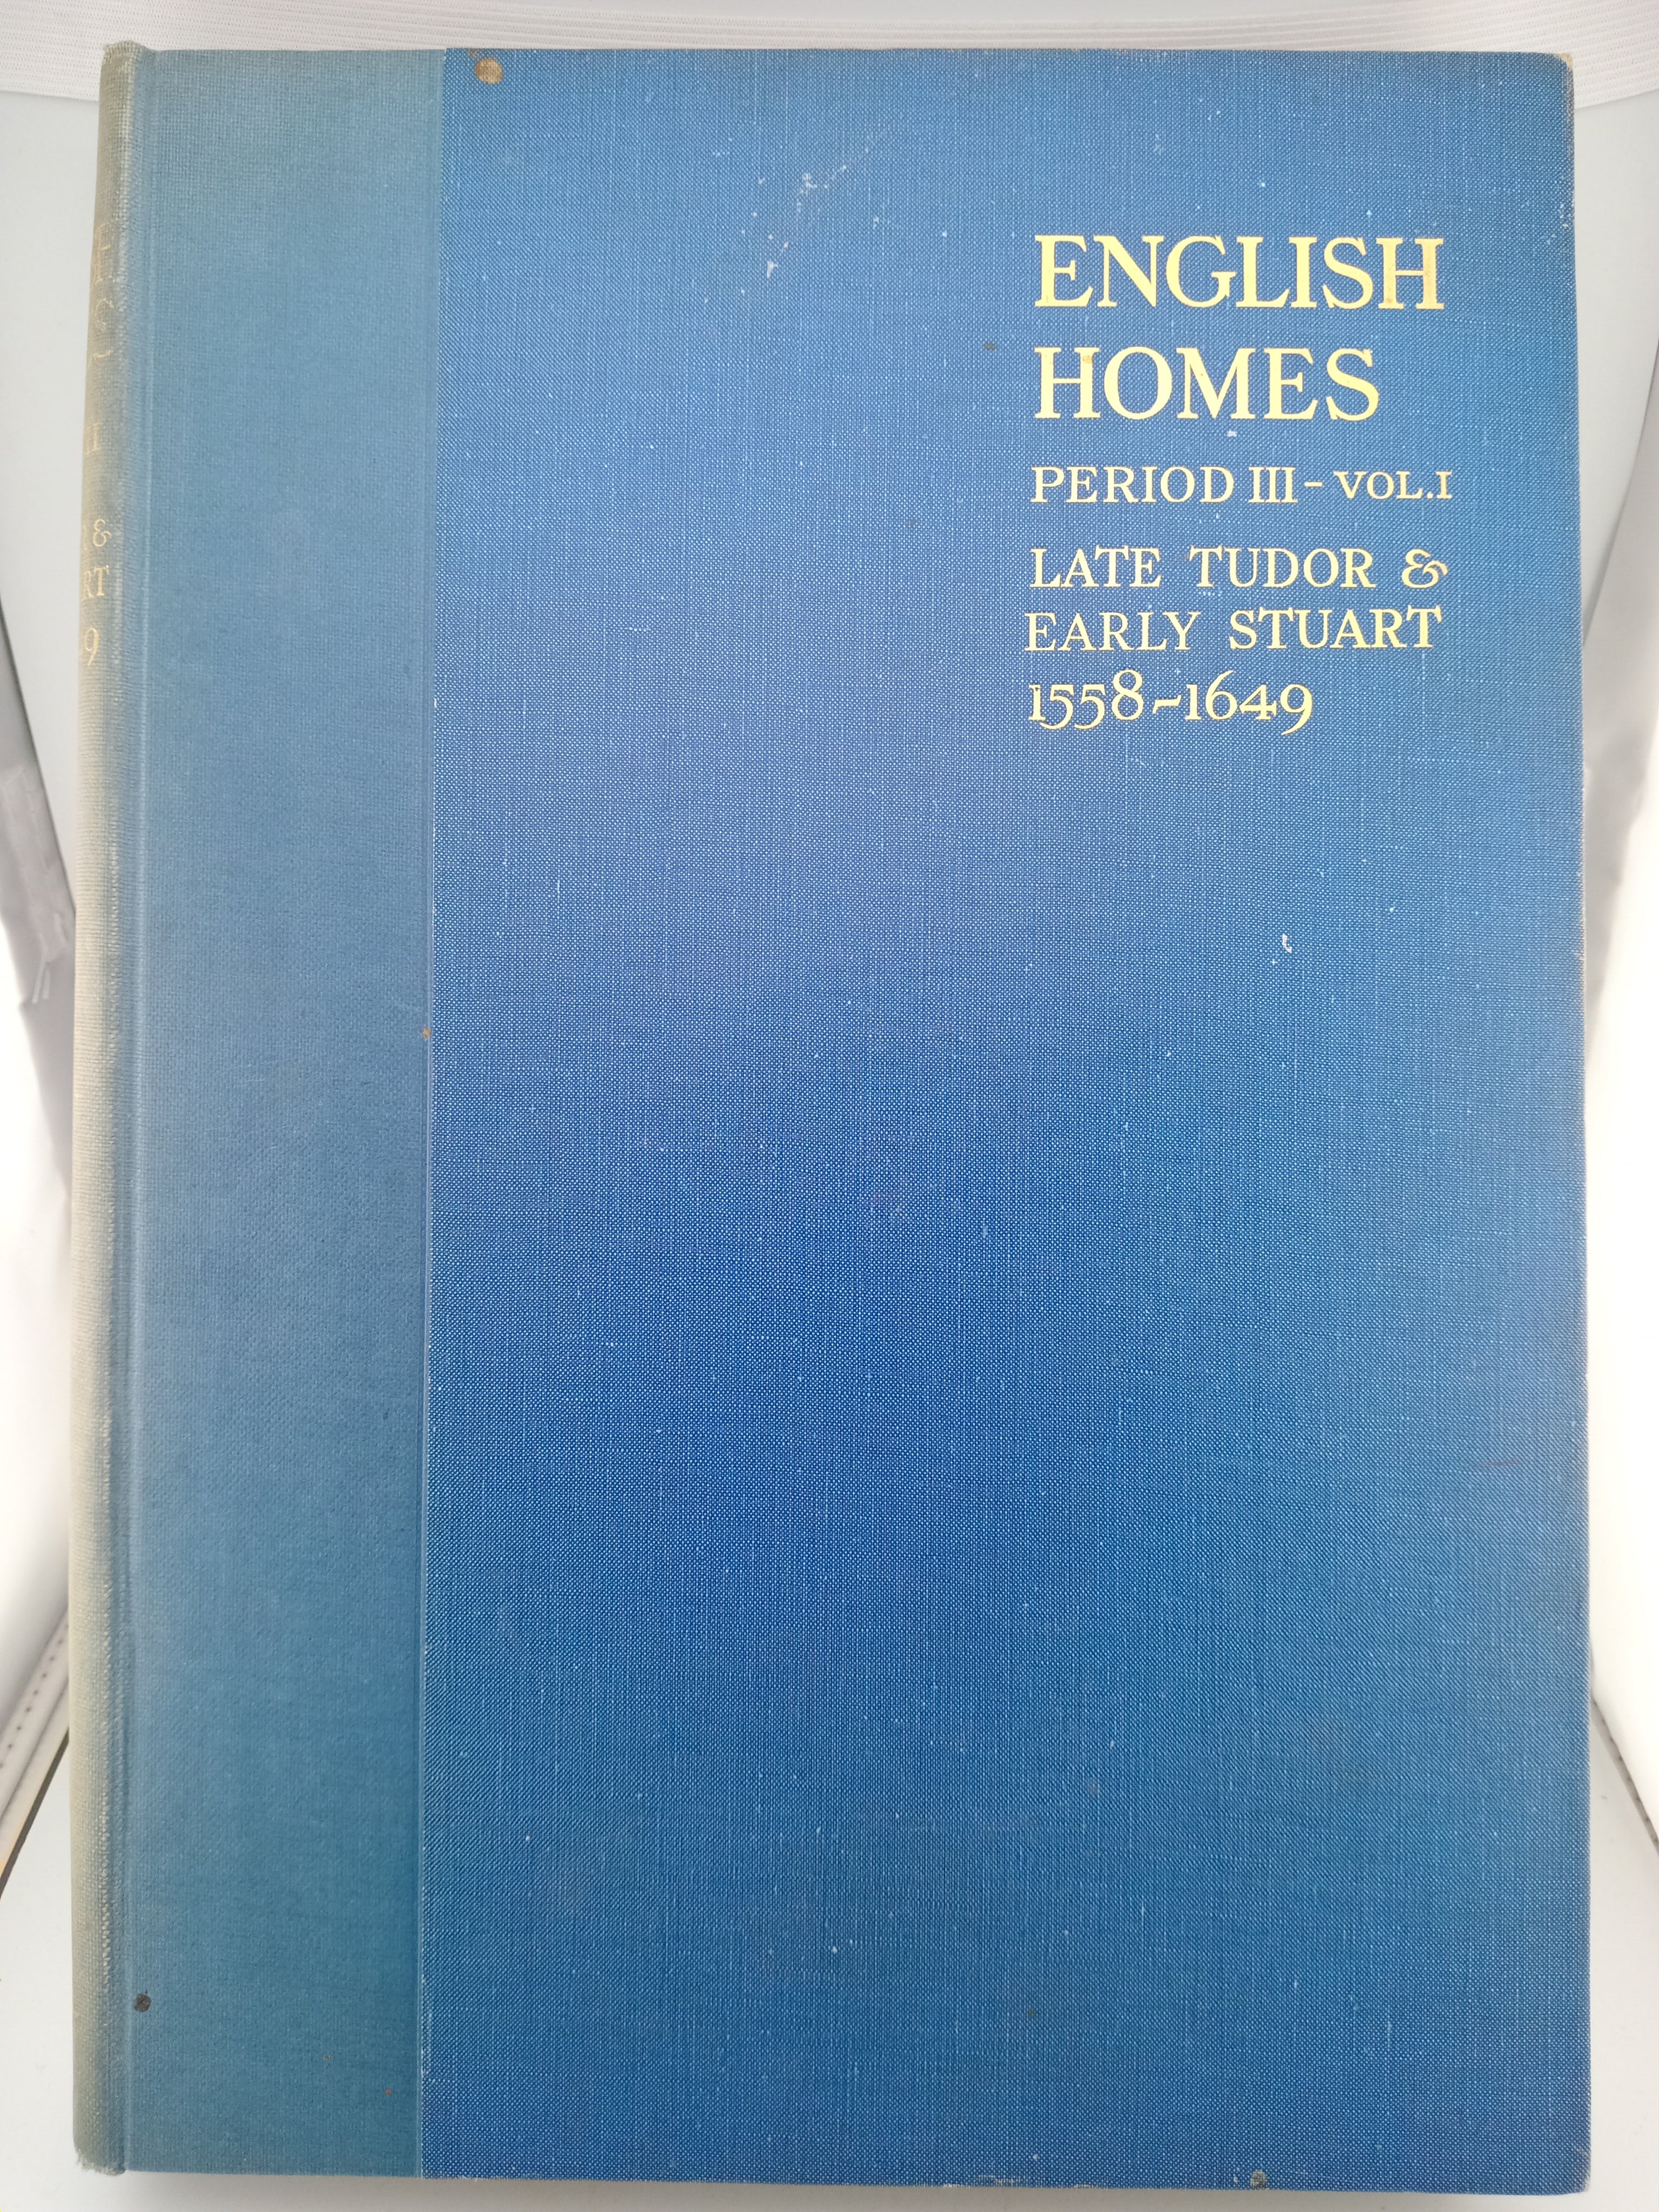 ENGLISH
HOMES
PERIOD III - VOL.I
LATE TUDOR &
EARLY STUART
1558-1649